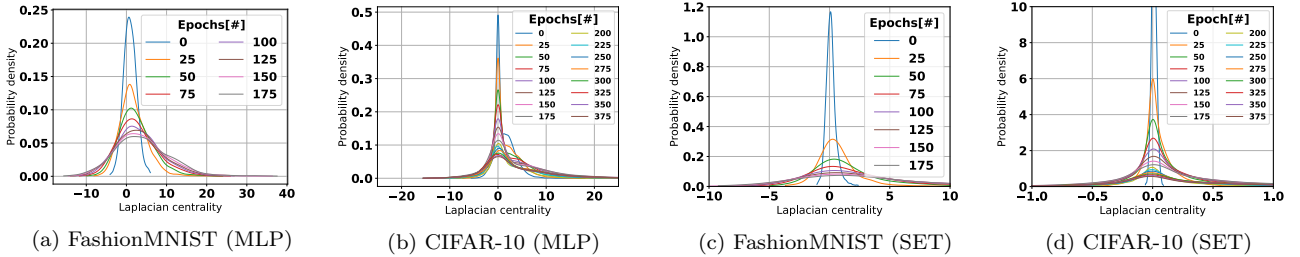 0.25
0.20
0.15
0.10
0.05
0.00
Probability density
−10 0 10 20 30 40
Laplacian centrality
Epochs[#]
0 100
25 125
50 150
75 175
(a) FashionMNIST (MLP)
0.5
0.4
0.3
0.2
0.1
0.0
Probability density
−20 −10 0 10 20
Laplacian centrality
Epochs[#]
0 200
25 225
50 250
75 275
100 300
125 325
150 350
175 375
(b) CIFAR-10 (MLP)
1.2
1.0
0.8
0.6
0.4
0.2
0.0
Probability density
−10 −5 0 5 10
Laplacian centrality
Epochs[#]
0
25
50
75
100
125
150
175
(c) FashionMNIST (SET)
10
8
6
4
2
0
Probability density
−1.0 −0.5 0.0 0.5 1.0
Laplacian centrality
Epoch[#]
0 200
25 225
50 250
75 275
100 300
125 325
150 350
175 375
(d) CIFAR-10 (SET)